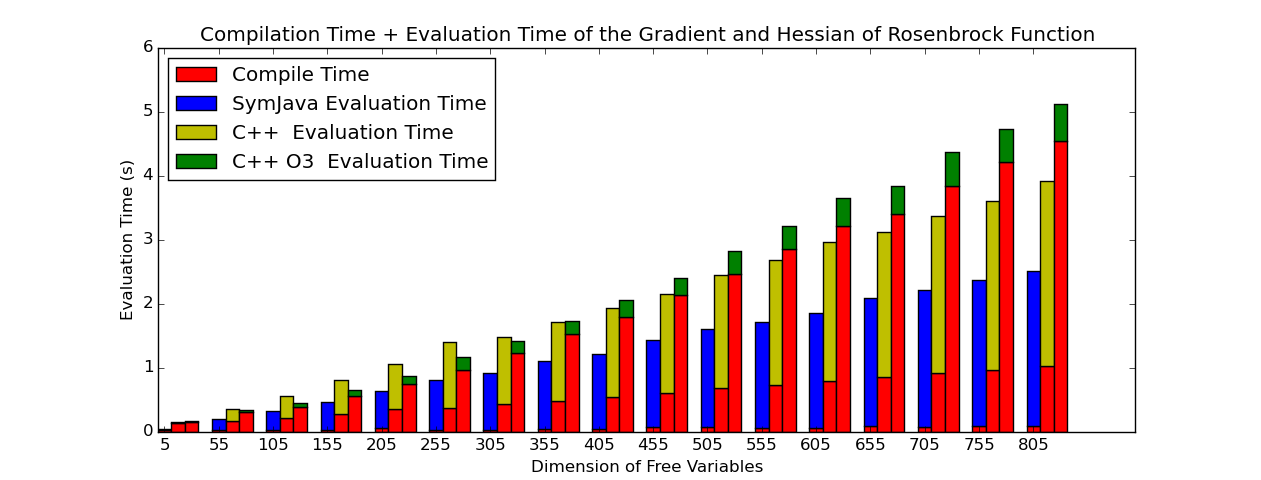 Compilation Time + Evaluation Time of the Gradient and Hessian of Rosenbrock Function
6
5
4
3
2
1
0
Evaluation Time (s)
Compile Time
SymJava Evaluation Time
C++  Evaluation Time
C++ O3  Evaluation Time
5 55 105 155 205 255 305 355 405 455 505 555 605 655 705 755 805
Dimension of Free Variables